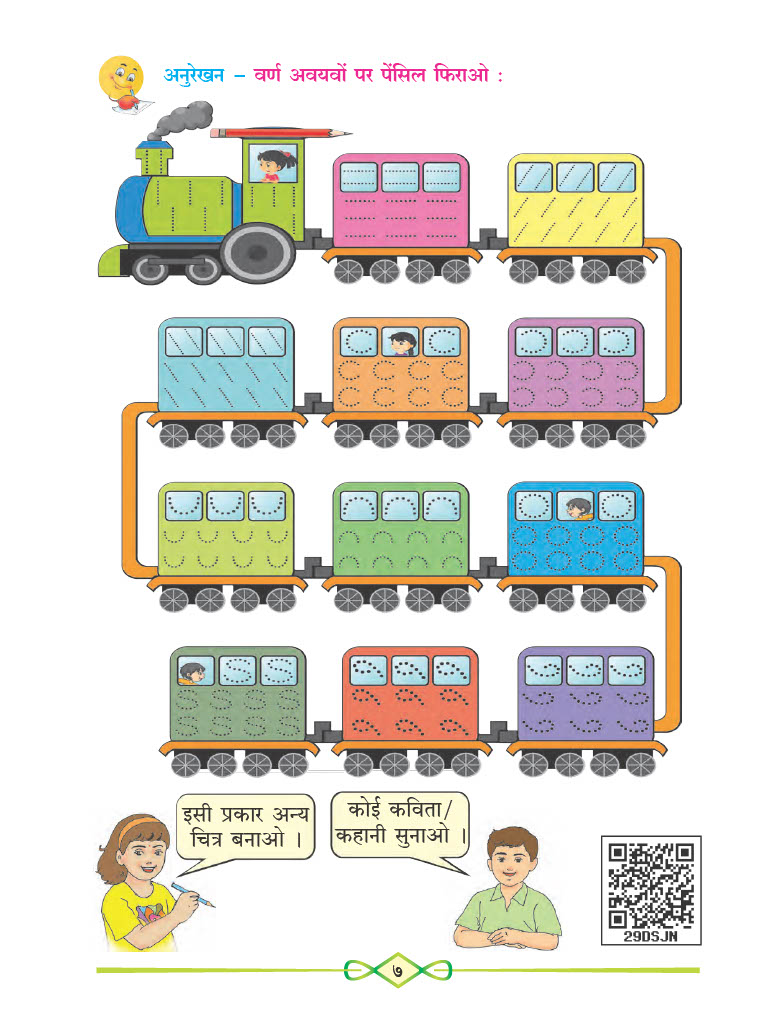 अनुरेखन – वर्ण अवयवों पर पेंसिल फिराओ :
इसी प्रकार अन्य
चित्र बनाओ ।
कोई कविता/
कहानी सुनाओ ।
29DSJN
७